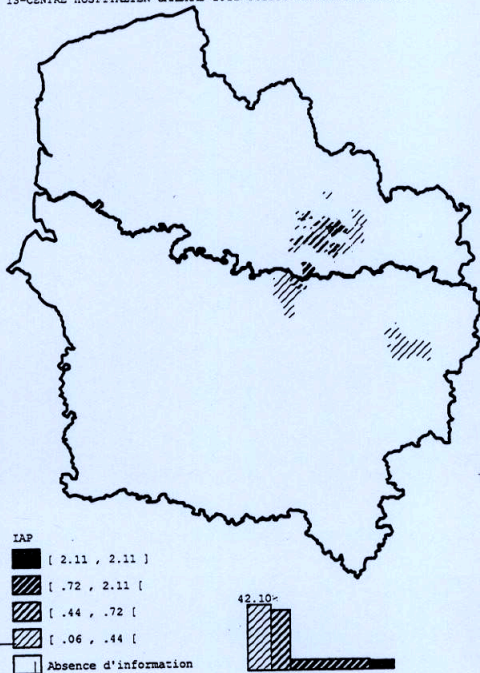 IAP
[ 2.11 , 2.11 ]
[ .72 , 2.11 [
[ .44 , .72 [
[ .06 , .44 [
Absence d'information
42.10%